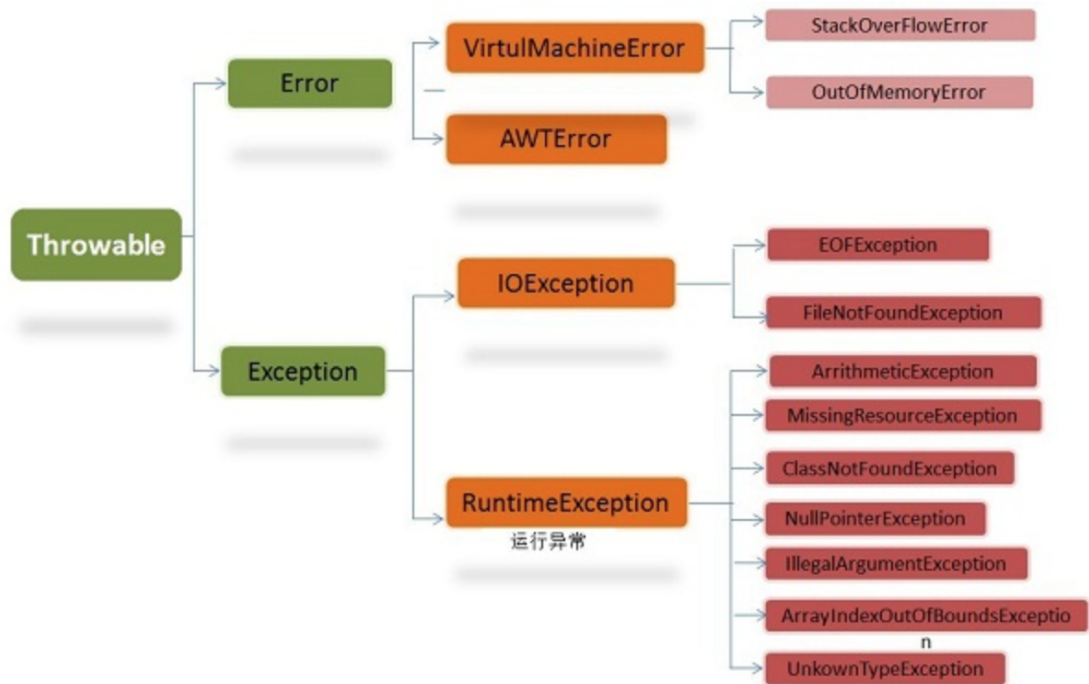 Throwable
Error
VirtulMachineError
StackOverFlowError
OutOfMemoryError
AWTError
Exception
IOException
EOFException
FileNotFoundException
RuntimeException
运行异常
ArrithmeticException
MissingResourceException
ClassNotFoundException
NullPointerException
IllegalArgumentException
ArrayIndexOutOfBoundsExceptio
n
UnkownTypeException